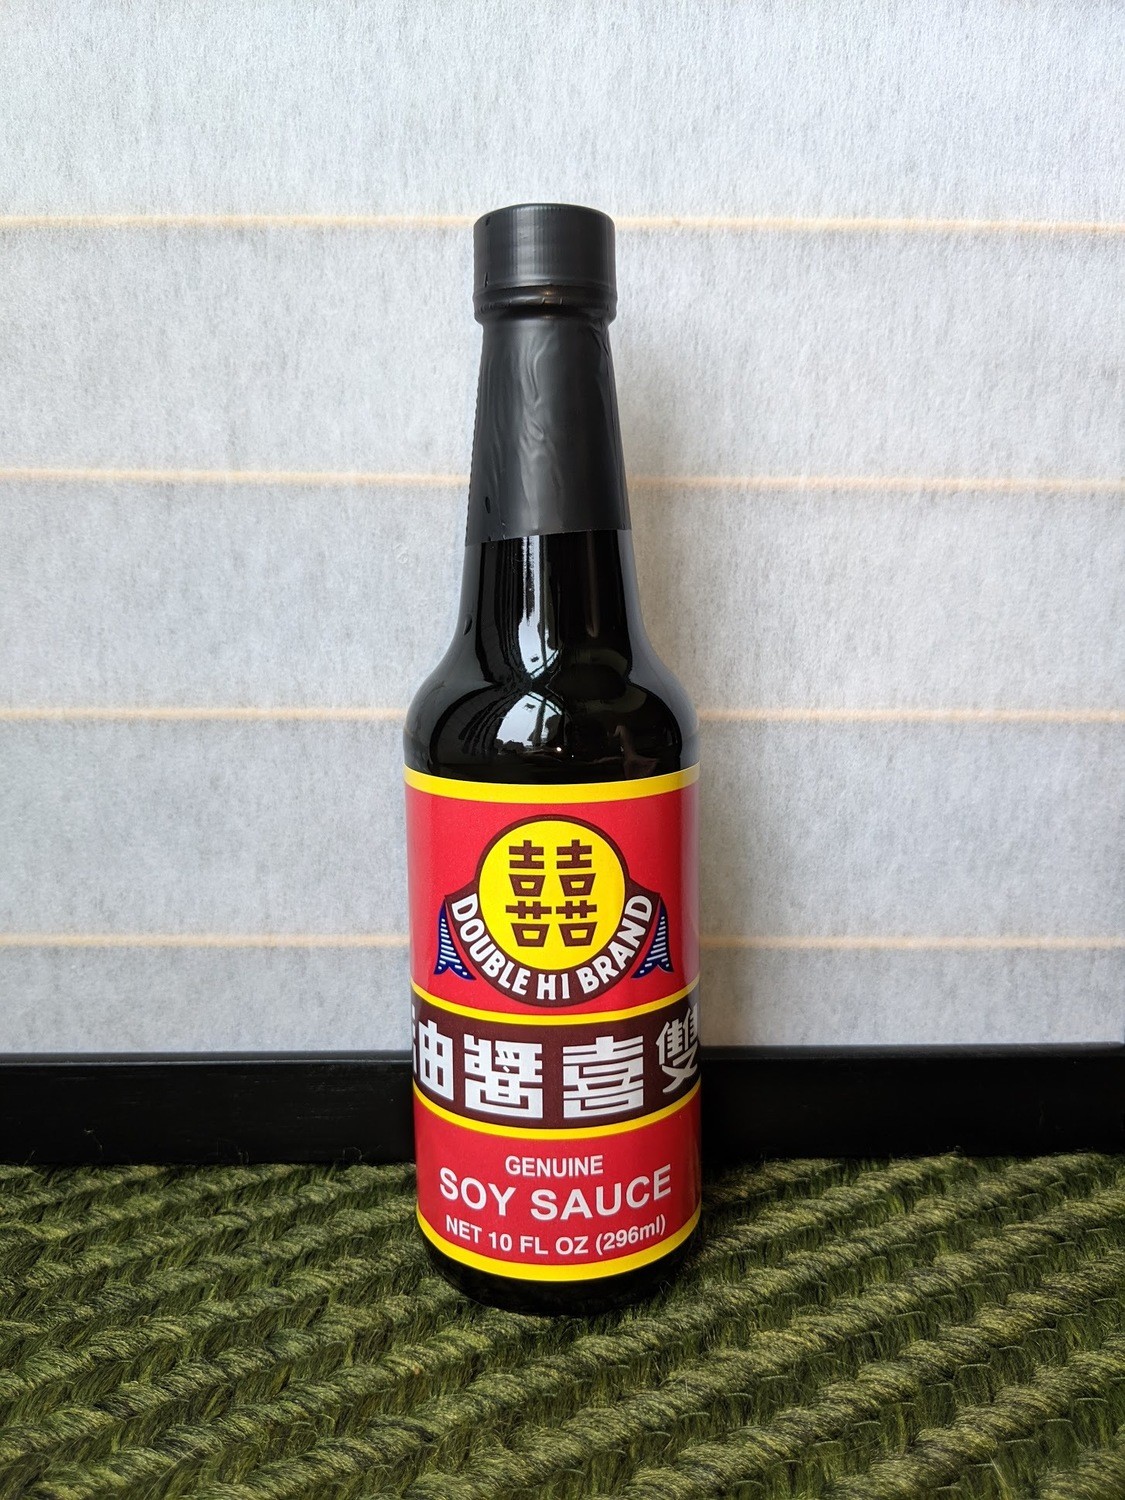 囍
DOUBLE HI BRAND
雙喜醬油
GENUINE
SOY SAUCE
NET 10 FL OZ (296ml)